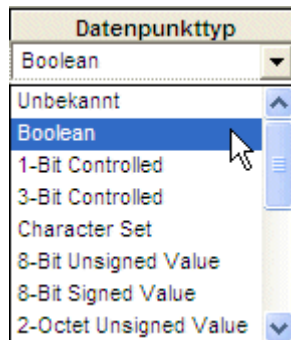 Datenpunkttyp
Boolean
Unbekannt
Boolean
1-Bit Controlled
3-Bit Controlled
Character Set
8-Bit Unsigned Value
8-Bit Signed Value
2-Octet Unsigned Value